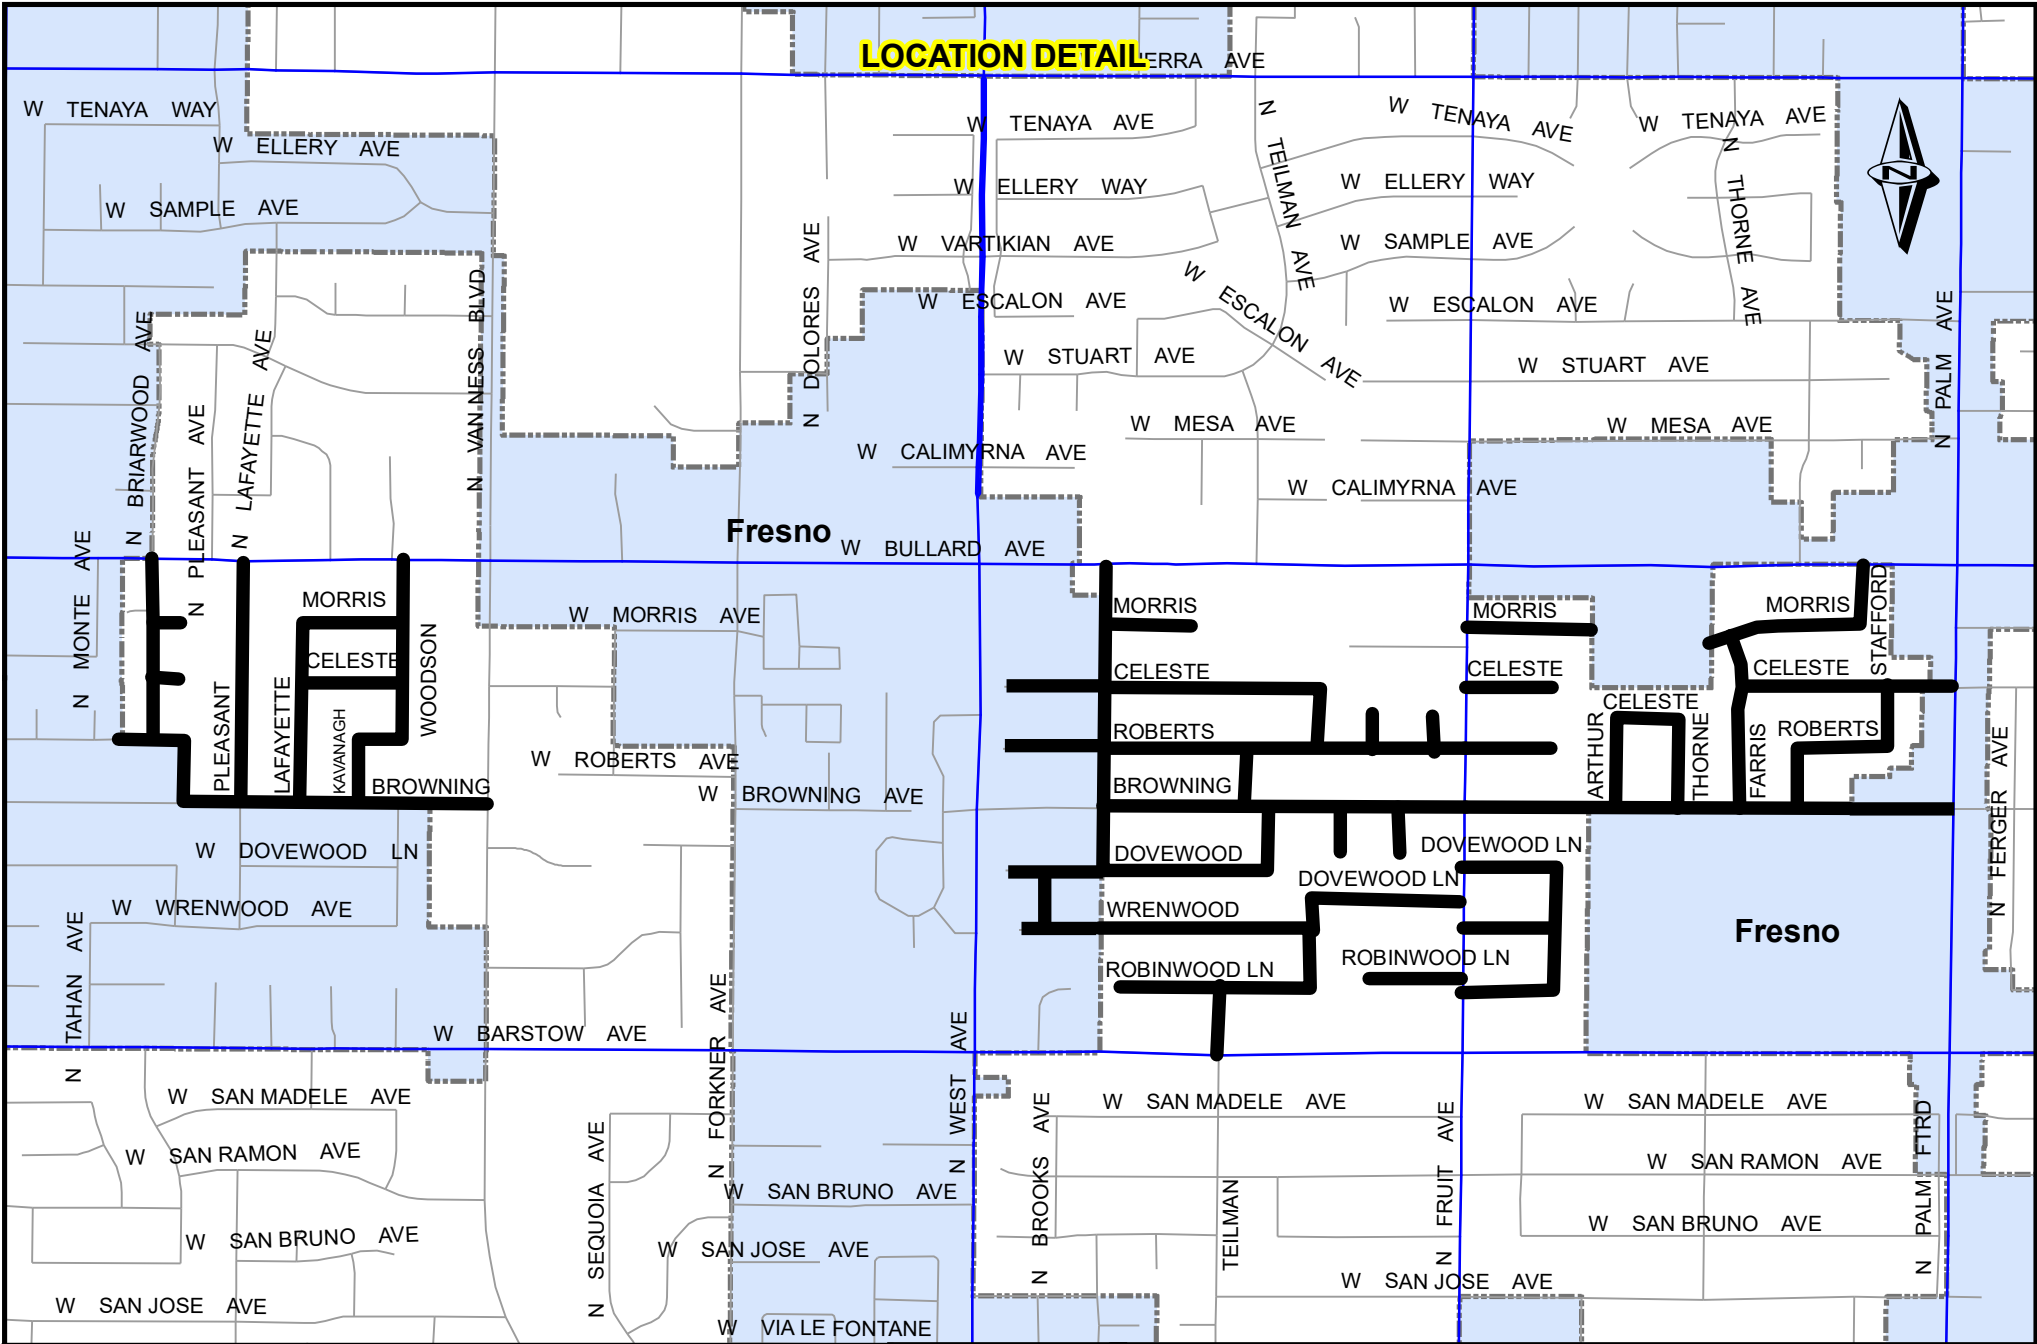 LOCATION DETAIL
ERRA AVE
W TENAYA WAY
W ELLERY AVE
W SAMPLE AVE
W TENAYA AVE
W ELLERY WAY
W VARTIKIAN AVE
W ESCALON AVE
W STUART AVE
N TEILMAN AVE
W TENAYA AVE
W ELLERY WAY
W SAMPLE AVE
W ESCALON AVE
W ESCALON AVE
W STUART AVE
W TENAYA AVE
N THORNE AVE
N
N PALM AVE
N DOLORES AVE
N VAN NESS BLVD
N BRIARWOOD AVE
N PLEASANT AVE
N LAFAYETTE AVE
N MONTE AVE
W MESA AVE
W MESA AVE
W CALIMYRNA AVE
W CALIMYRNA AVE
Fresno
W BULLARD AVE
MORRIS
CELESTE
WOODSON
PLEASANT
LAFAYETTE
KAVANAGH
BROWNING
W MORRIS AVE
W ROBERTS AVE
W BROWNING AVE
MORRIS
CELESTE
ROBERTS
BROWNING
DOVEWOOD
WRENWOOD
ROBINWOOD LN
MORRIS
CELESTE
DOVEWOOD LN
DOVEWOOD LN
ROBINWOOD LN
MORRIS
STAFFORD
CELESTE
CELESTE
ARTHUR
THORNE
FARRIS
ROBERTS
N FERGER AVE
Fresno
W DOVEWOOD LN
W WRENWOOD AVE
N TAHAN AVE
W BARSTOW AVE
N FORKNER AVE
N WEST AVE
W SAN MADELE AVE
W SAN RAMON AVE
W SAN BRUNO AVE
W SAN JOSE AVE
N SEQUOIA AVE
W SAN BRUNO AVE
W SAN JOSE AVE
W VIA LE FONTANE
N BROOKS AVE
W SAN MADELE AVE
TEILMAN
N FRUIT AVE
W SAN JOSE AVE
W SAN MADELE AVE
W SAN RAMON AVE
W SAN BRUNO AVE
N PALM FTRD